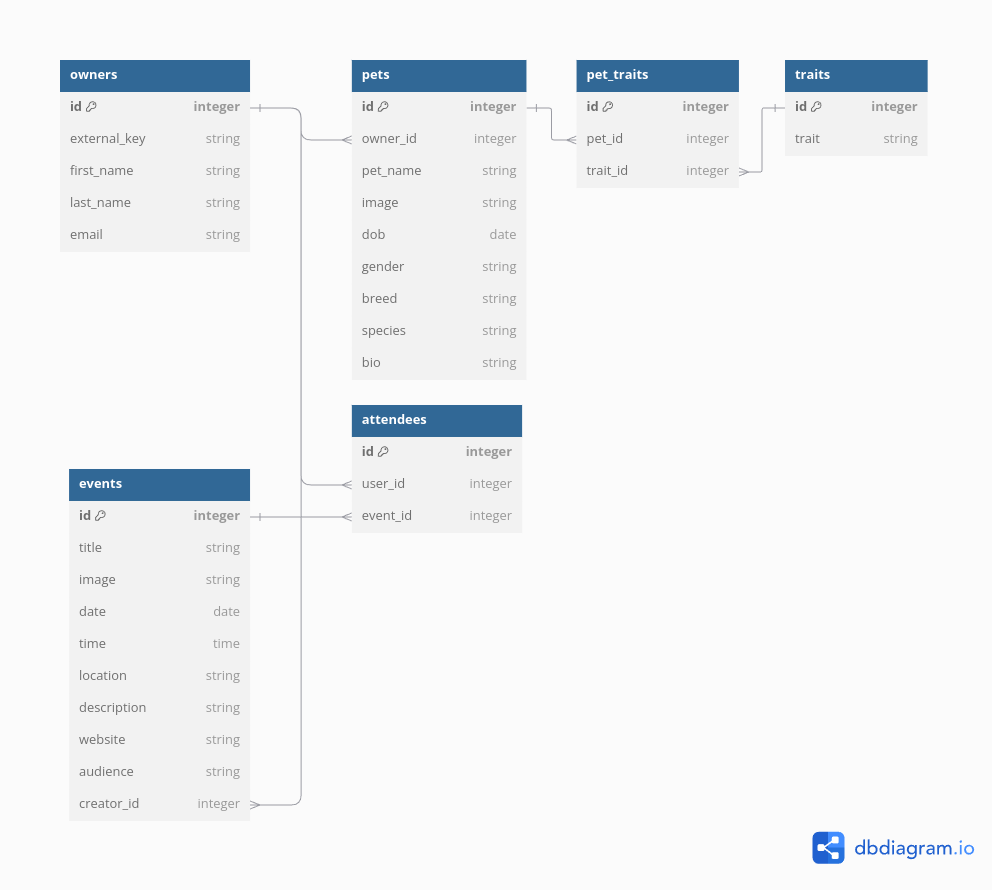 owners
id integer
external_key string
first_name string
last_name string
email string
pets
id integer
owner_id integer
pet_name string
image string
dob date
gender string
breed string
species string
bio string
pet_traits
id integer
pet_id integer
trait_id integer
traits
id integer
trait string
attendees
id integer
user_id integer
event_id integer
events
id integer
title string
image string
date date
time time
location string
description string
website string
audience string
creator_id integer
dbdiagram.io